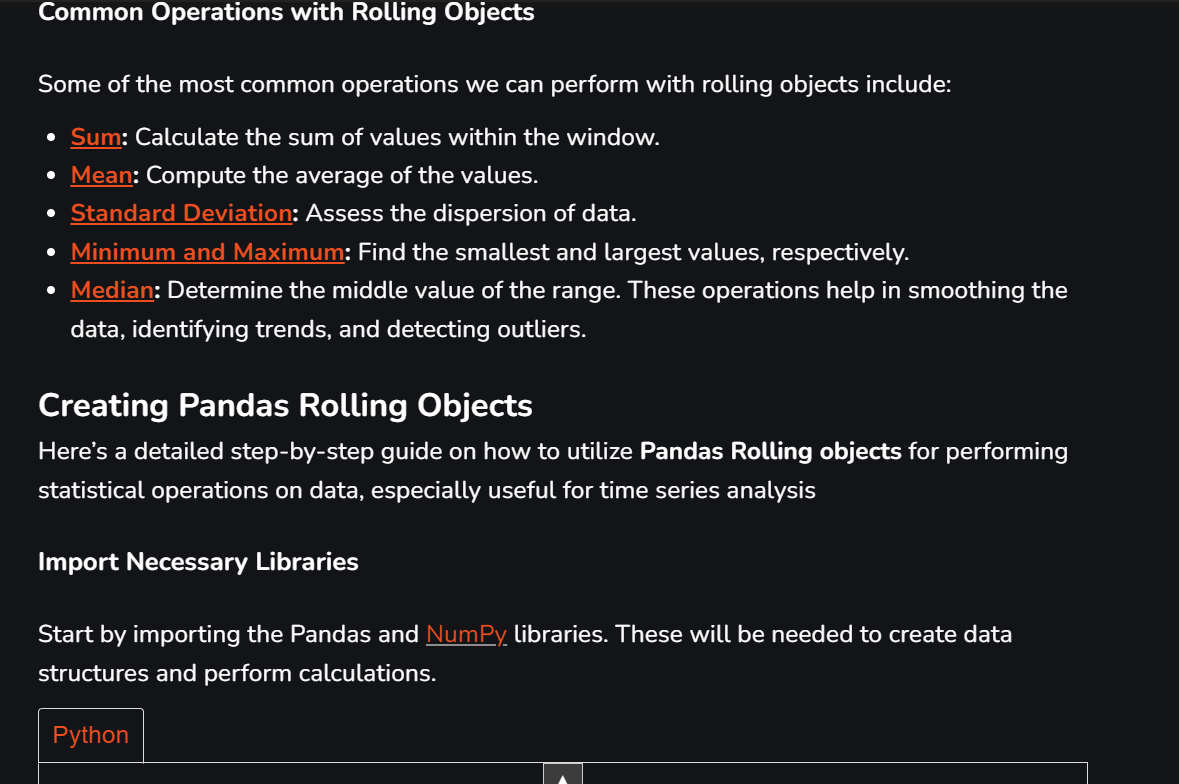 Common Operations with Rolling Objects
Some of the most common operations we can perform with rolling objects include:
Sum: Calculate the sum of values within the window.
Mean: Compute the average of the values.
Standard Deviation: Assess the dispersion of data.
Minimum and Maximum: Find the smallest and largest values, respectively.
Median: Determine the middle value of the range. These operations help in smoothing the
data, identifying trends, and detecting outliers.
Creating Pandas Rolling Objects
Here’s a detailed step-by-step guide on how to utilize Pandas Rolling objects for performing
statistical operations on data, especially useful for time series analysis
Import Necessary Libraries
Start by importing the Pandas and NumPy libraries. These will be needed to create data
structures and perform calculations.
Python